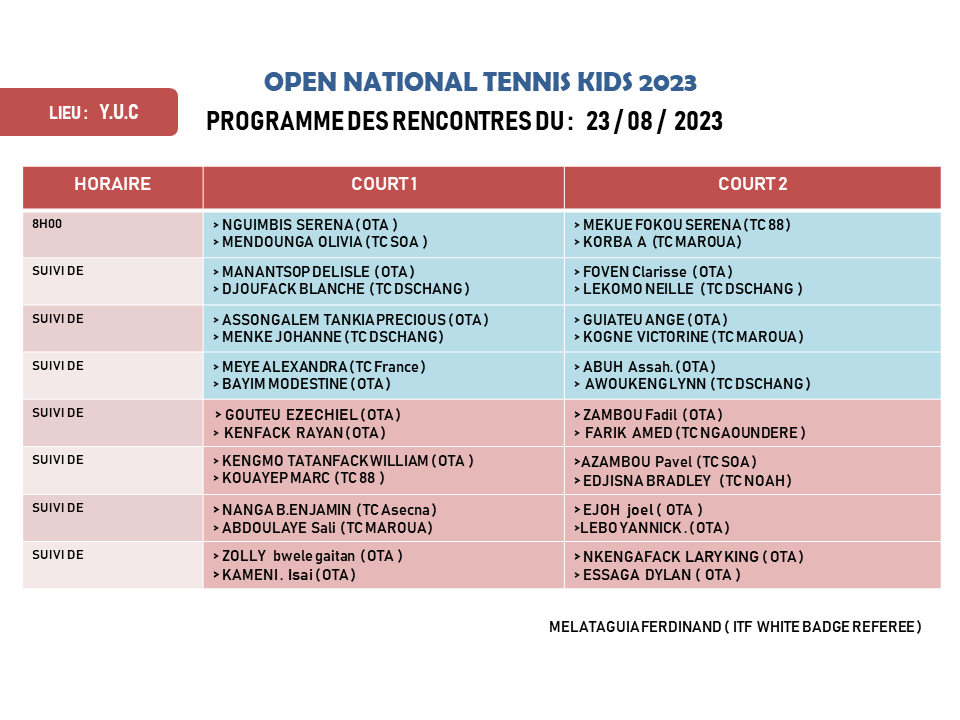 OPEN NATIONAL TENNIS KIDS 2023
LIEU : Y.U.C
PROGRAMME DES RENCONTRES DU : 23 / 08 / 2023
HORAIRE COURT 1 COURT 2
8H00
> NGUIMBIS SERENA (OTA )
> MENDOUNGA OLIVIA (TC SOA )
> MEKUE FOKOU SERENA (TC 88)
> KORBA A (TC MAROUA)
SUIVI DE
> MANANTSOP DELISLE (OTA)
> DJOUFACK BLANCHE (TC DSCHANG)
> FOVEN Clarisse (OTA)
> LEKOMO NEILLE (TC DSCHANG )
SUIVI DE
> ASSONGALEM TANKIA PRECIOUS (OTA)
> MENKE JOHANNE (TC DSCHANG)
> GUIATEU ANGE (OTA)
> KOGNE VICTORINE (TC MAROUA)
SUIVI DE
> MEYE ALEXANDRA (TC France)
> BAYIM MODESTINE (OTA)
> ABUH Assah. (OTA)
> AWOUKENG LYNN (TC DSCHANG)
SUIVI DE
> GOUTEU EZECHIEL (OTA)
> KENFACK RAYAN (OTA)
> ZAMBOU Fadil (OTA)
> FARIK AMED (TC NGAOUNDERE )
SUIVI DE
> KENGMO TATANFACK WILLIAM (OTA )
> KOUAYEP MARC (TC 88 )
>AZAMBOU Pavel (TC SOA)
> EDJISNA BRADLEY (TC NOAH)
SUIVI DE
> NANGA B.ENJAMIN (TC Asecna)
> ABDOULAYE Sali (TC MAROUA)
> EJOH joel ( OTA )
>LEBO YANNICK . (OTA)
SUIVI DE
> ZOLLY bwele gaitan (OTA )
> KAMENI . Isai (OTA)
> NKENGAFACK LARY KING ( OTA)
> ESSAGA DYLAN ( OTA )
MELATAGUIA FERDINAND ( ITF WHITE BADGE REFEREE )